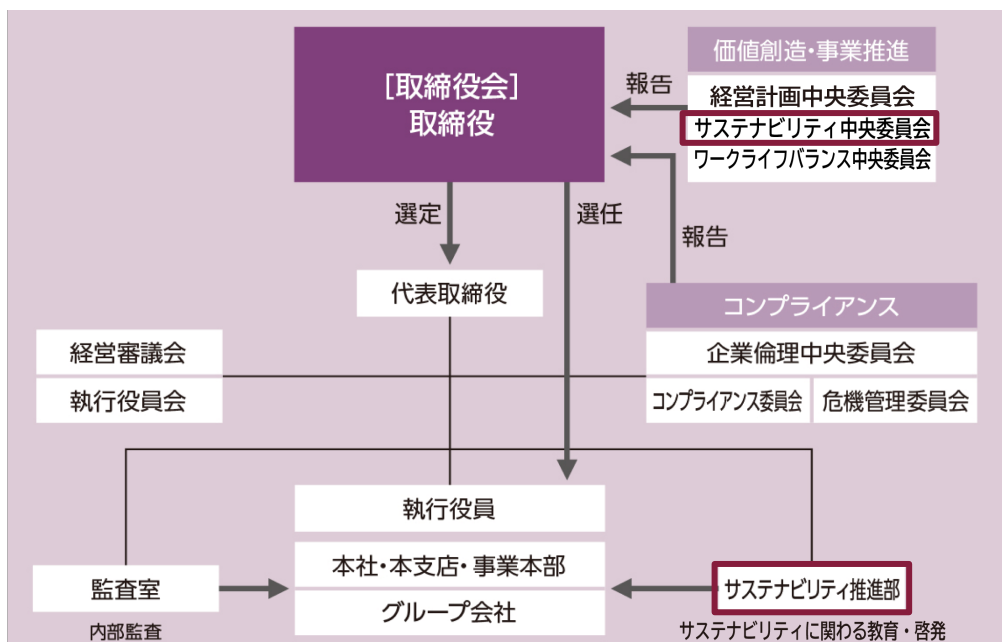 [取締役会]
取締役
報告
価値創造・事業推進
経営計画中央委員会
サステナビリティ中央委員会
ワークライフバランス中央委員会
選定
選任
報告
代表取締役
コンプライアンス
企業倫理中央委員会
コンプライアンス委員会
危機管理委員会
経営審議会
執行役員会
執行役員
本社・本支店・事業本部
グループ会社
監査室
内部監査
サステナビリティ推進部
サステナビリティに関わる教育・啓発